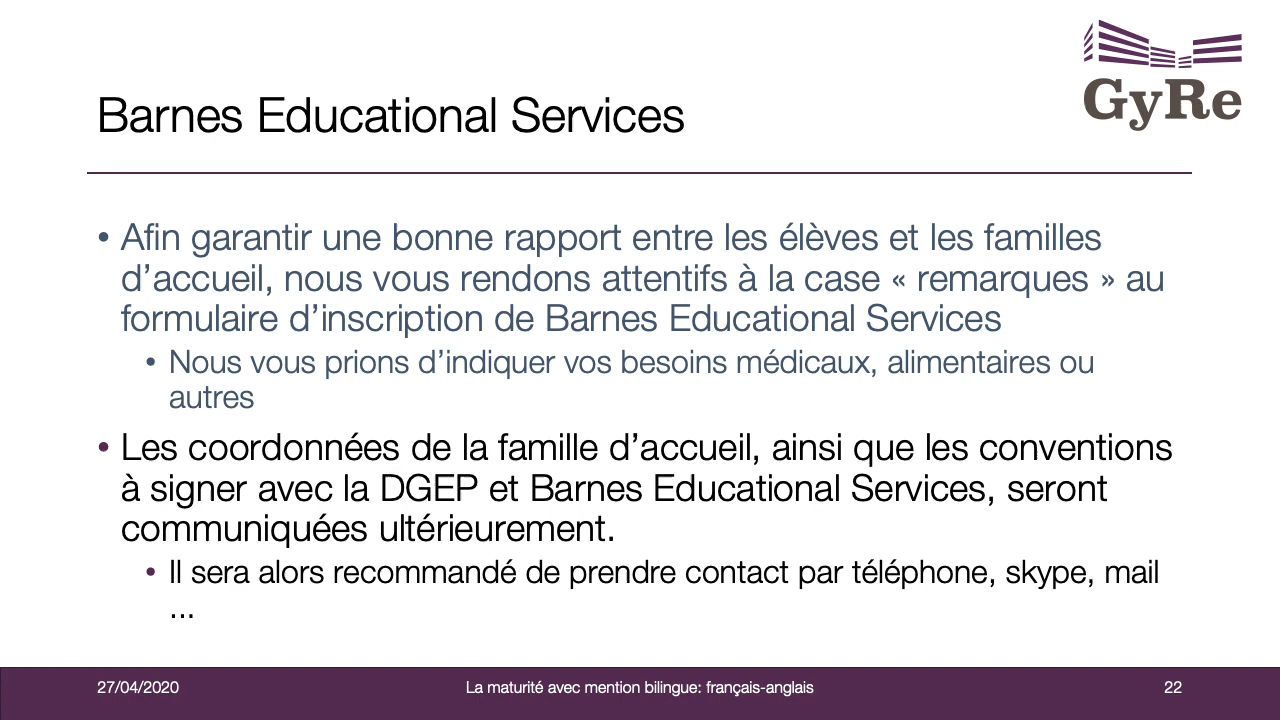 GyRe
Barnes Educational Services
• Afin garantir une bonne rapport entre les élèves et les familles
d’accueil, nous vous rendons attentifs à la case « remarques » au
formulaire d’inscription de Barnes Educational Services
• Nous vous prions d’indiquer vos besoins médicaux, alimentaires ou
autres
• Les coordonnées de la famille d’accueil, ainsi que les conventions
à signer avec la DGEP et Barnes Educational Services, seront
communiquées ultérieurement.
• Il sera alors recommandé de prendre contact par téléphone, skype, mail
...
27/04/2020 La maturité avec mention bilingue: français-anglais 22